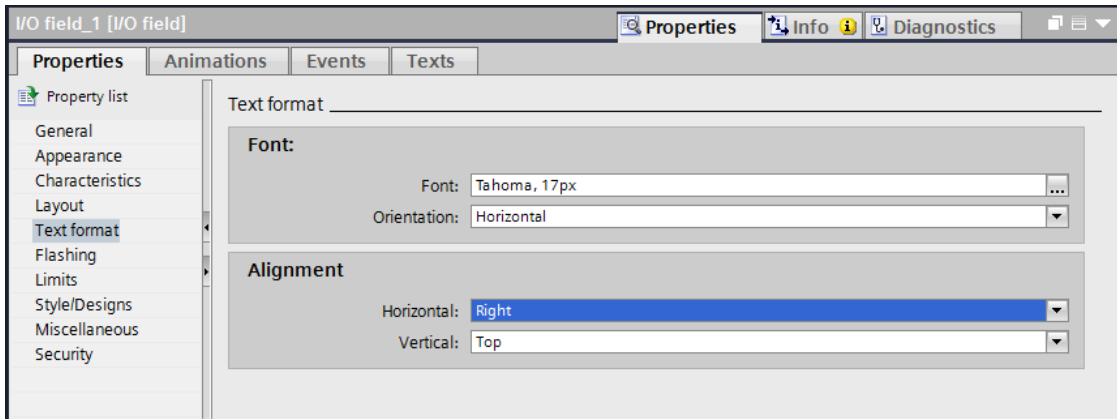 I/O field_1 [I/O field]
Properties Info Diagnostics
Properties Animations Events Texts
Property list
General
Appearance
Characteristics
Layout
Text format
Flashing
Limits
Style/Designs
Miscellaneous
Security
Text format
Font:
Font: Tahoma, 17px ...
Orientation: Horizontal
Alignment
Horizontal: Right
Vertical: Top